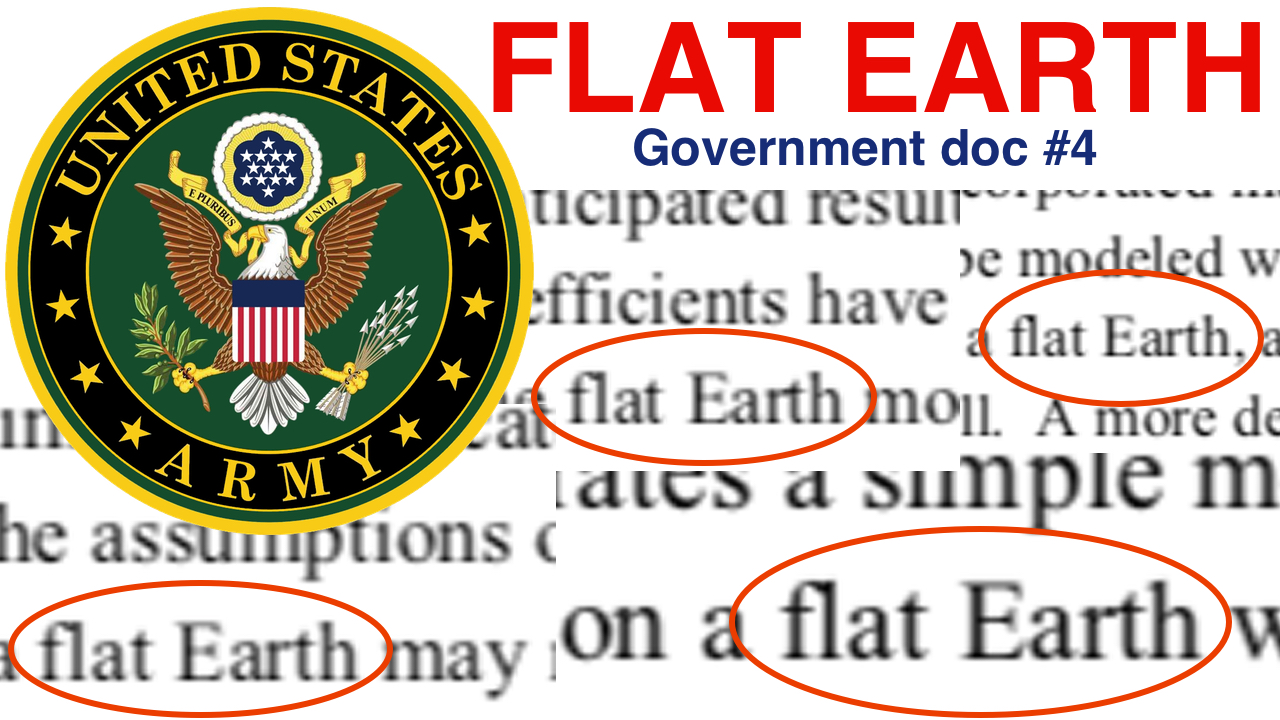 UNITED STATES
ARMY
E PLURIBUS
UNUM
FLAT EARTH
Government doc #4
ticipated resul
efficients have
flat Earth mo
be modeled w
a flat Earth, a
ll. A more de
he assumptions
a flat Earth may
ates a simple m
on a flat Earth w